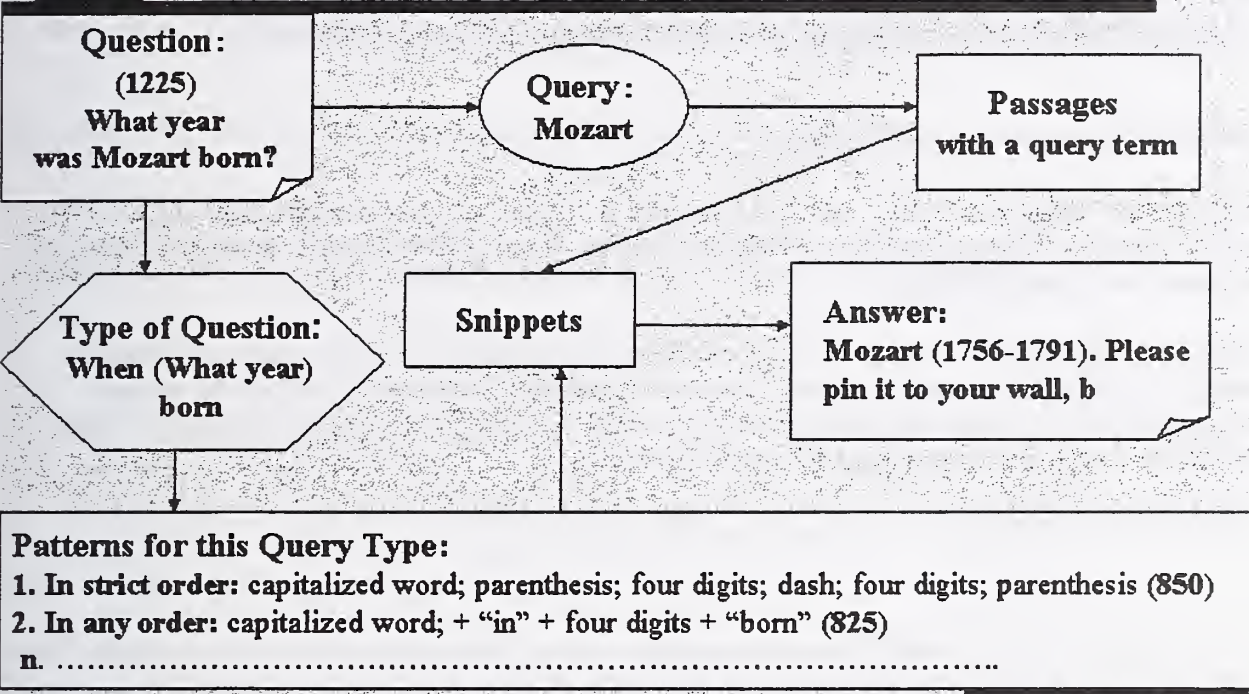 Question:
(1225)
What year
was Mozart born?
Query:
Mozart
Passages
with a query term
Type of Question:
When (What year)
born
Snippets
Answer:
Mozart (1756-1791). Please
pin it to your wall, b
Patterns for this Query Type:
1. In strict order: capitalized word; parenthesis; four digits; dash; four digits; parenthesis (850)
2. In any order: capitalized word; + “in” + four digits + “born” (825)
n. ......................................................................................